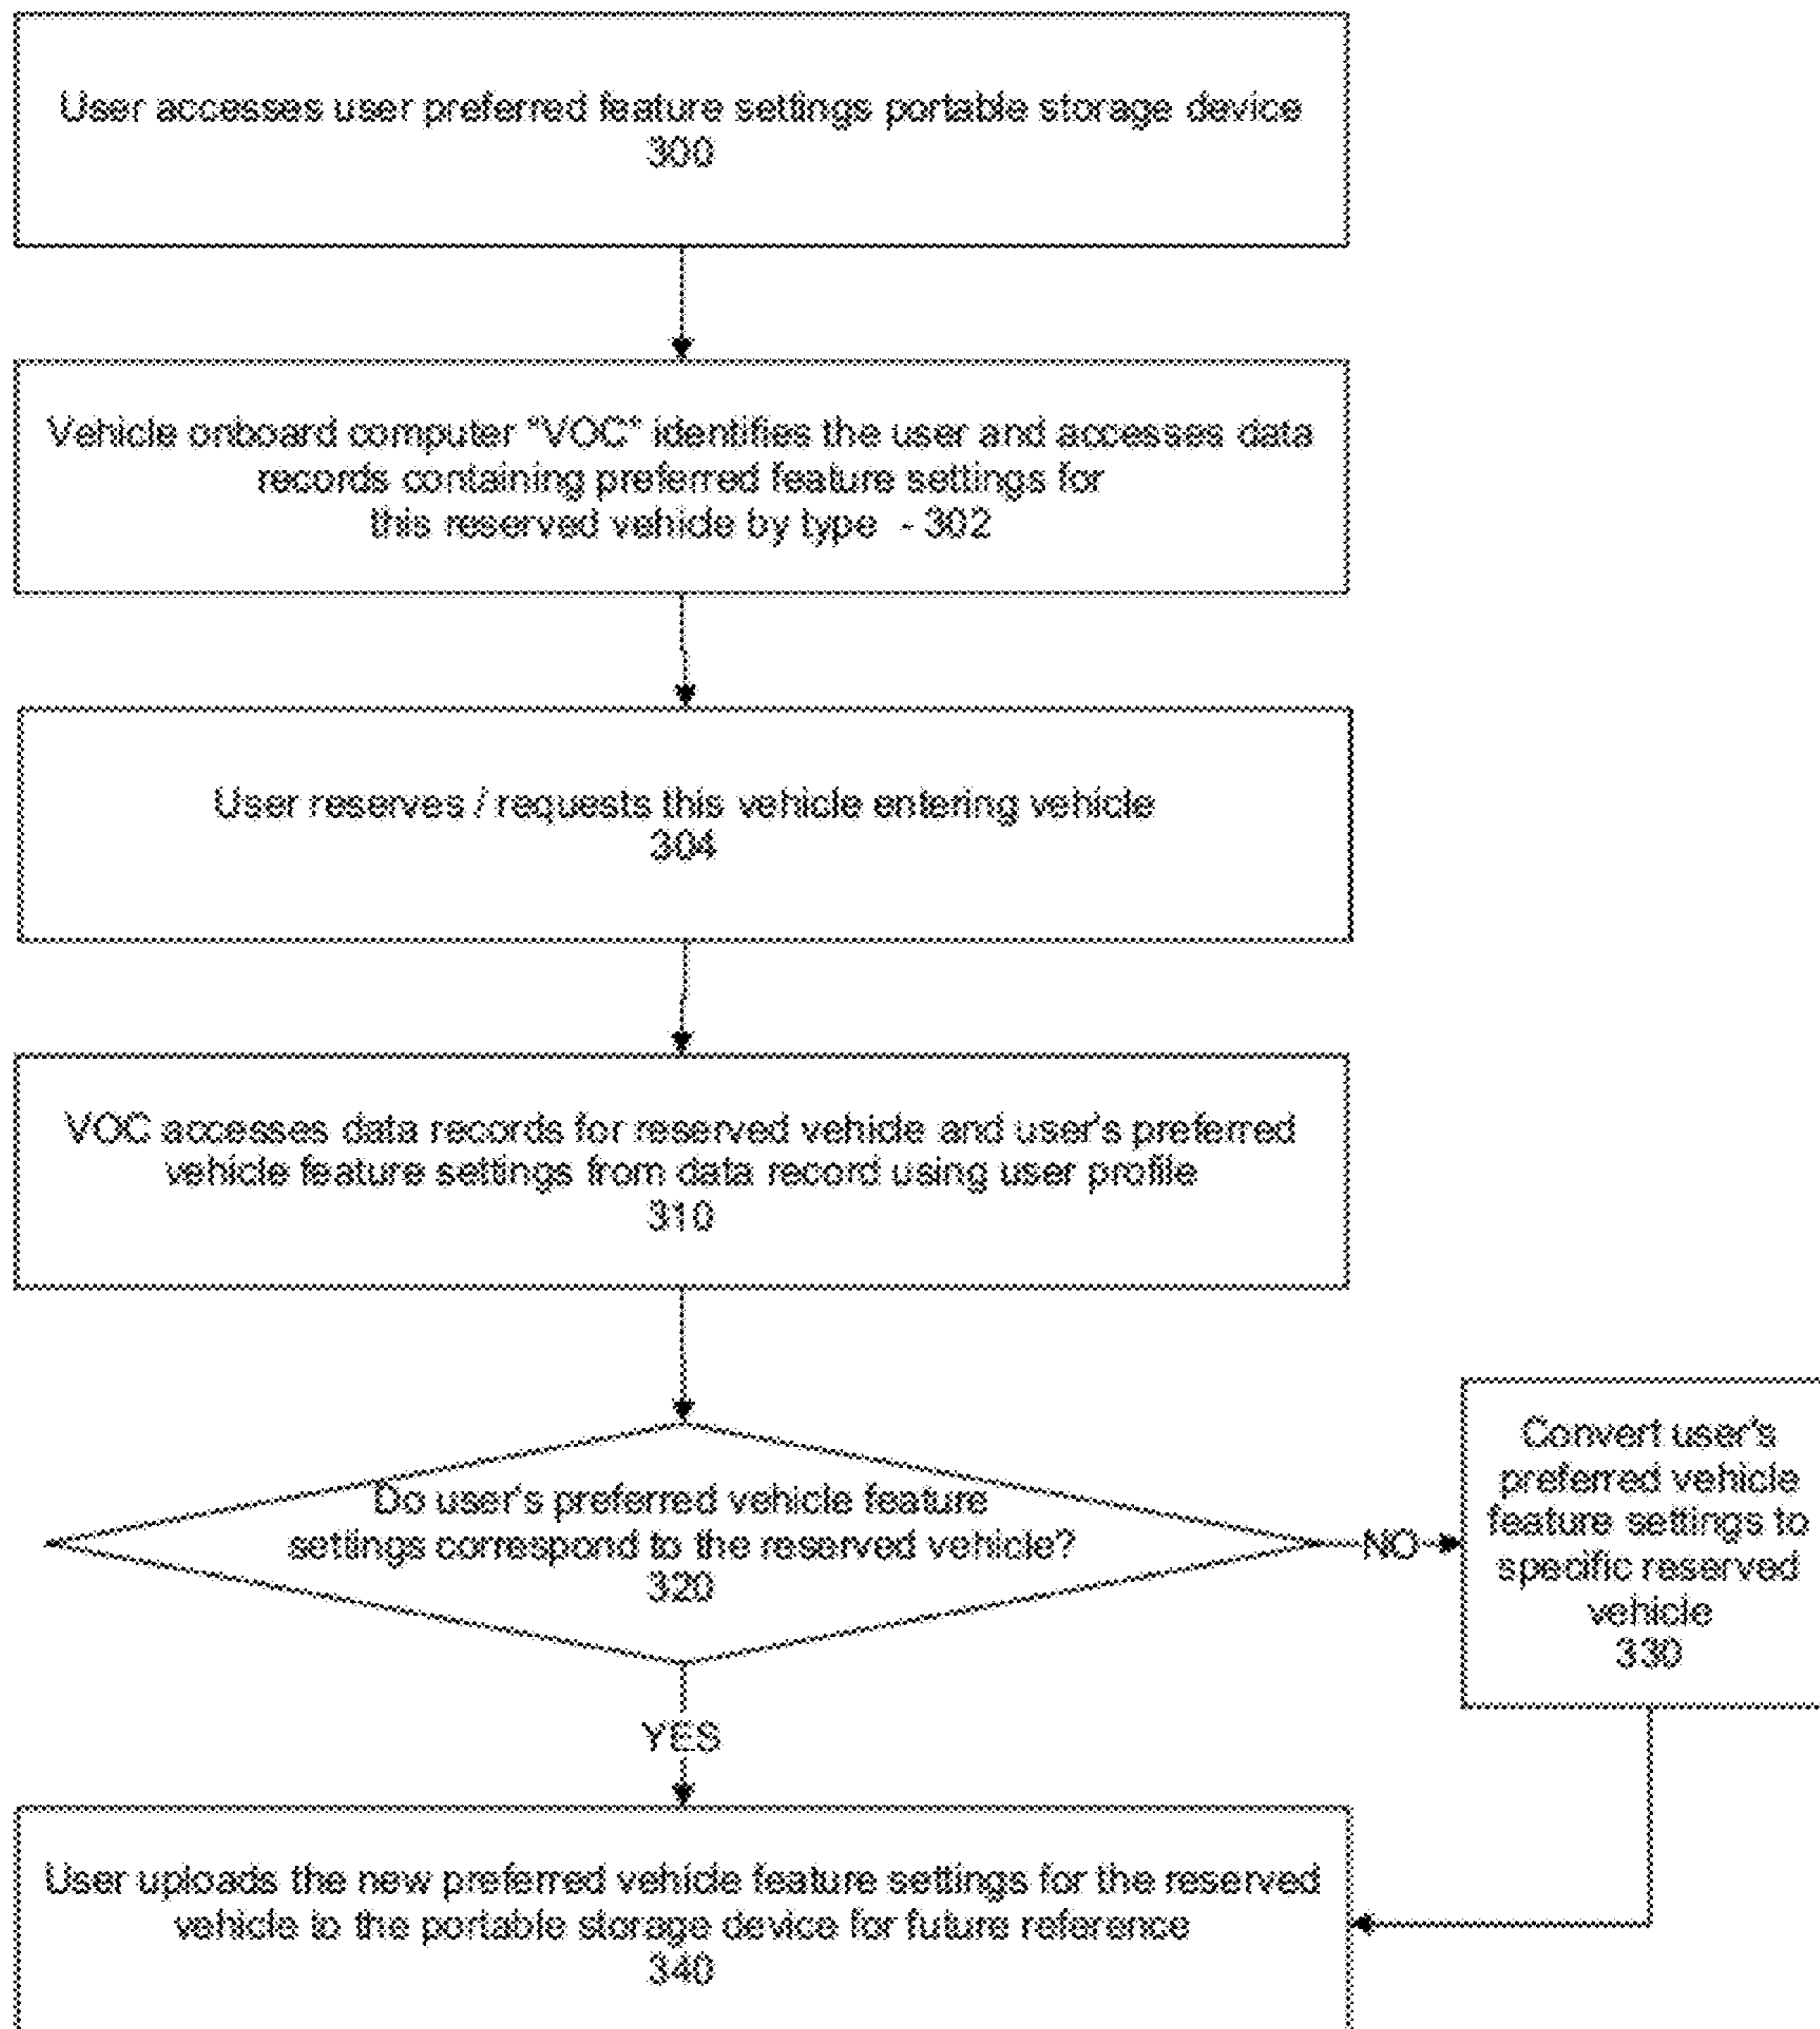 User accesses user preferred feature settings portable storage device
300
Vehicle onboard computer "VOC" identifies the user and accesses data
records containing preferred feature settings for
this reserved vehicle by type - 302
User reserves / requests this vehicle entering vehicle
304
VOC accesses data records for reserved vehicle and user's preferred
vehicle feature settings from data record using user profile
310
Do user's preferred vehicle feature
settings correspond to the reserved vehicle?
320
NO
Convert user's
preferred vehicle
feature settings to
specific reserved
vehicle
330
YES
User uploads the new preferred vehicle feature settings for the reserved
vehicle to the portable storage device for future reference
340